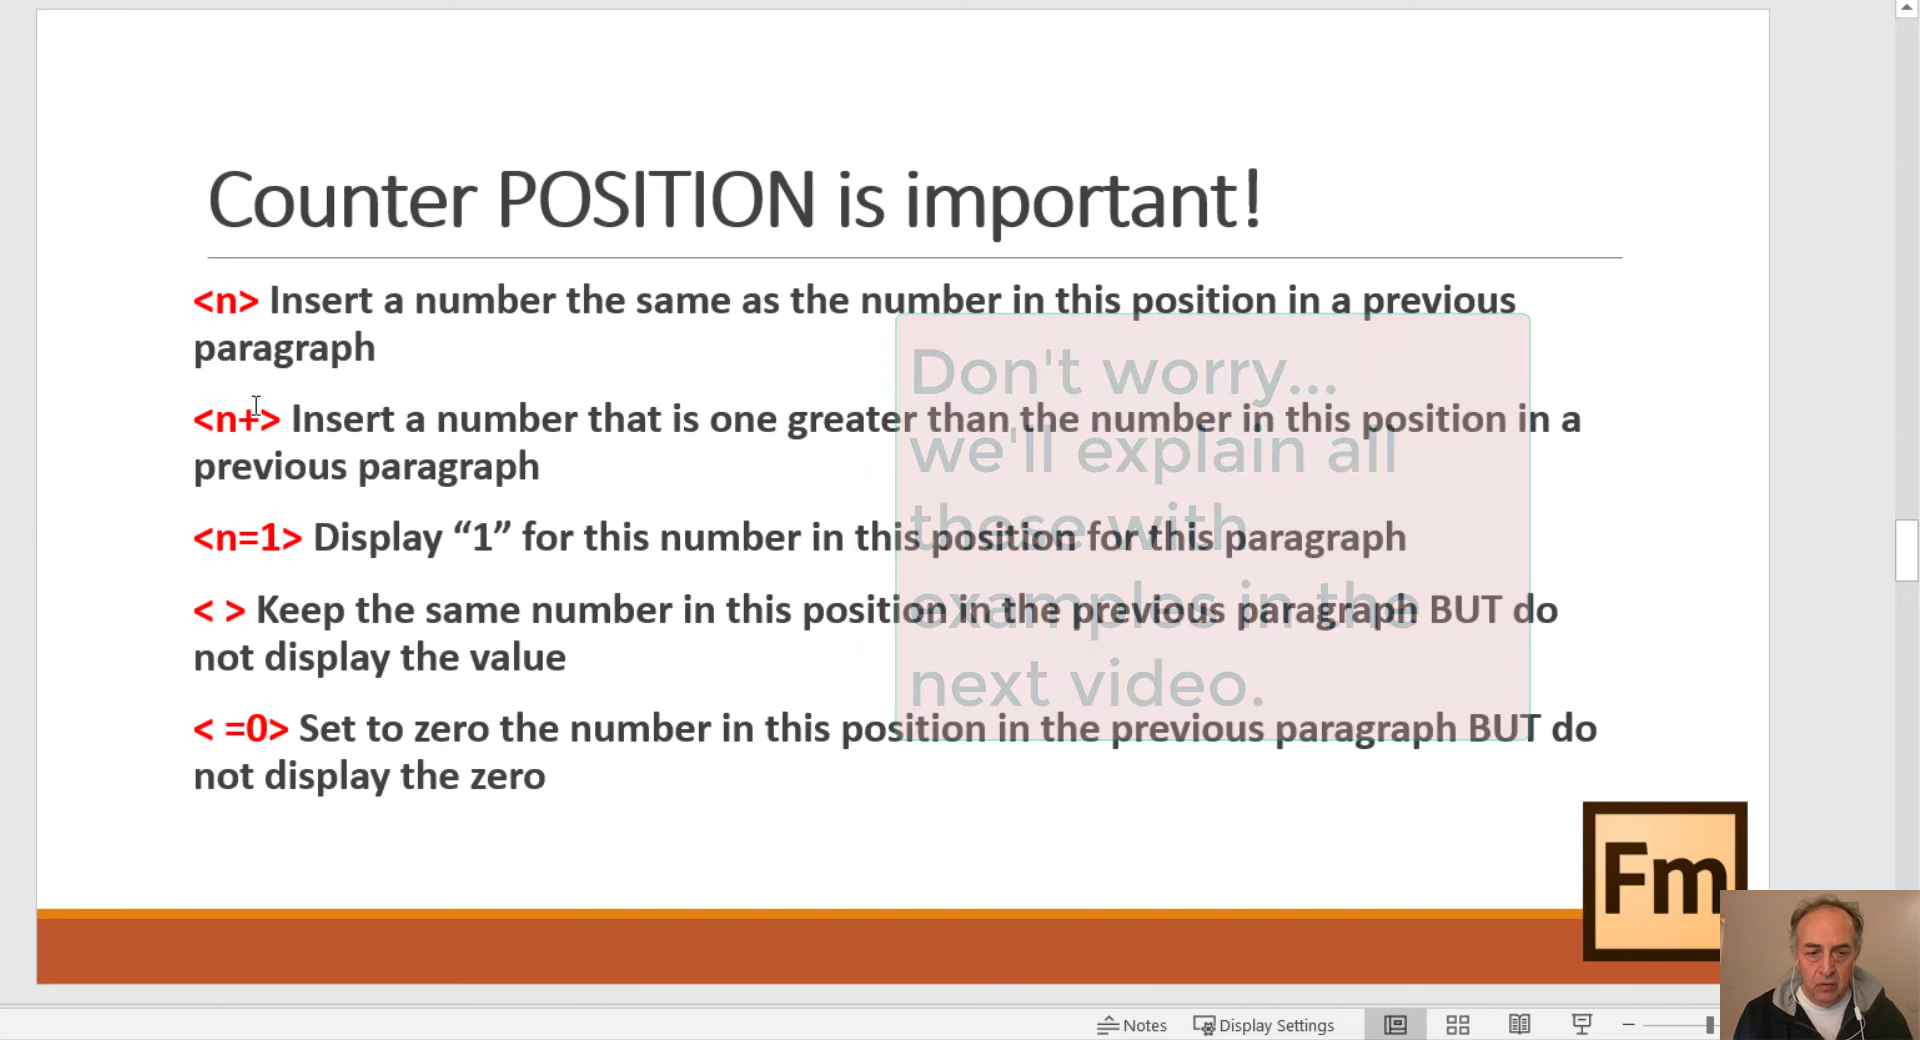 Counter POSITION is important!
<n> Insert a number the same as the number in this position in a previous
paragraph
<n+> Insert a number that is one greater than the number in this position in a
previous paragraph
<n=1> Display “1” for this number in this position for this paragraph
< > Keep the same number in this position in the previous paragraph BUT do
not display the value
< =0> Set to zero the number in this position in the previous paragraph BUT do
not display the zero
Don't worry...
we'll explain all
these with
examples in the
next video.
Fm
Notes
Display Settings